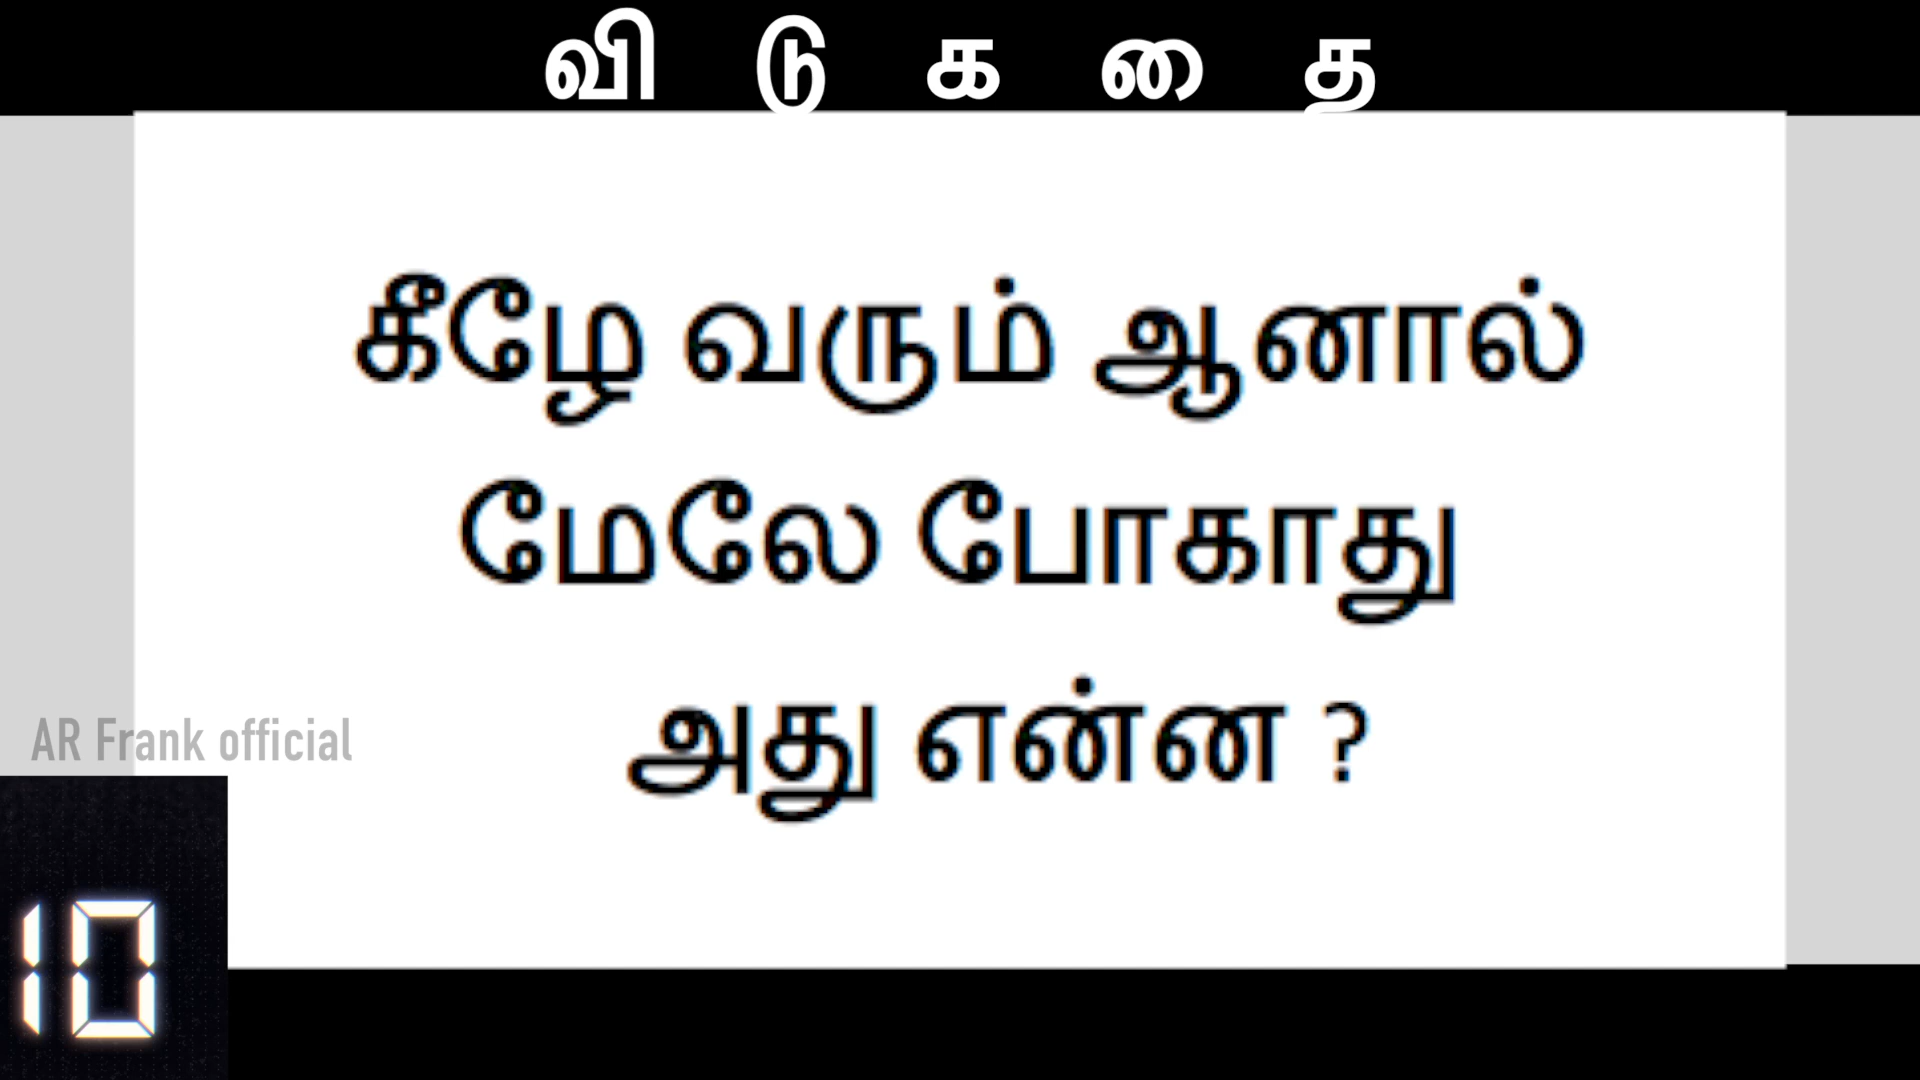 வி டு க தை
கீழே வரும் ஆனால்
மேலே போகாது
அது என்ன ?
AR Frank official
10